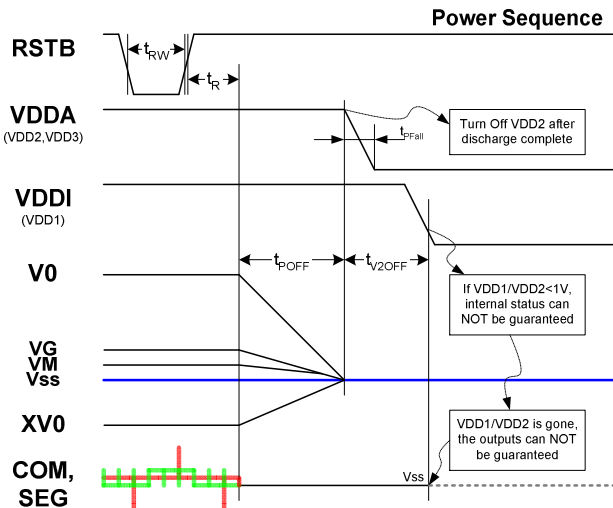 Power Sequence
RSTB
tRW
tR
VDDA
(VDD2,VDD3)
tPFall
Turn Off VDD2 after
discharge complete
VDDI
(VDD1)
tPOFF
tV2OFF
V0
If VDD1/VDD2<1V,
internal status can
NOT be guaranteed
VG
VM
Vss
XV0
VDD1/VDD2 is gone,
the outputs can NOT
be guaranteed
COM,
SEG
Vss